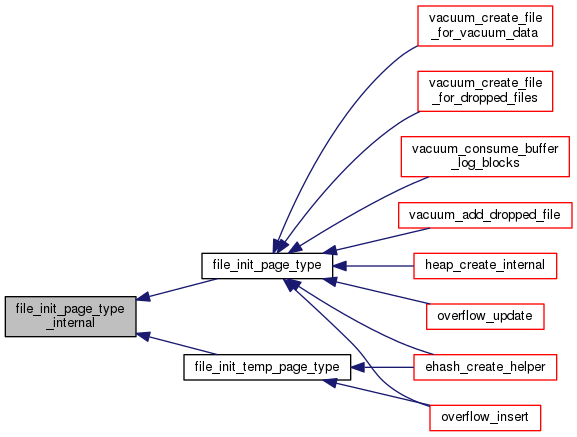 vacuum_create_file
_for_vacuum_data
vacuum_create_file
_for_dropped_files
vacuum_consume_buffer
_log_blocks
vacuum_add_dropped_file
file_init_page_type
heap_create_internal
file_init_page_type
_internal
overflow_update
file_init_temp_page_type
ehash_create_helper
overflow_insert